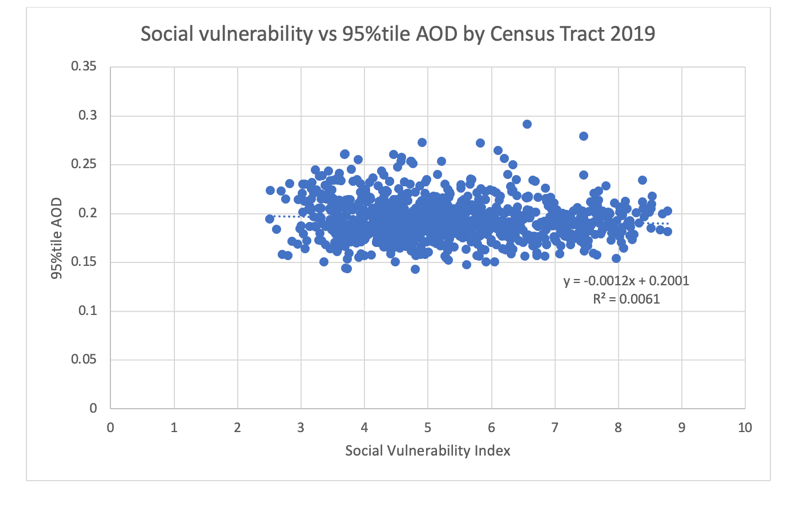 Social vulnerability vs 95%tile AOD by Census Tract 2019
0.35
0.3
0.25
0.2
0.15
0.1
0.05
0
95%tile AOD
y = -0.0012x + 0.2001
R² = 0.0061
0 1 2 3 4 5 6 7 8 9 10
Social Vulnerability Index